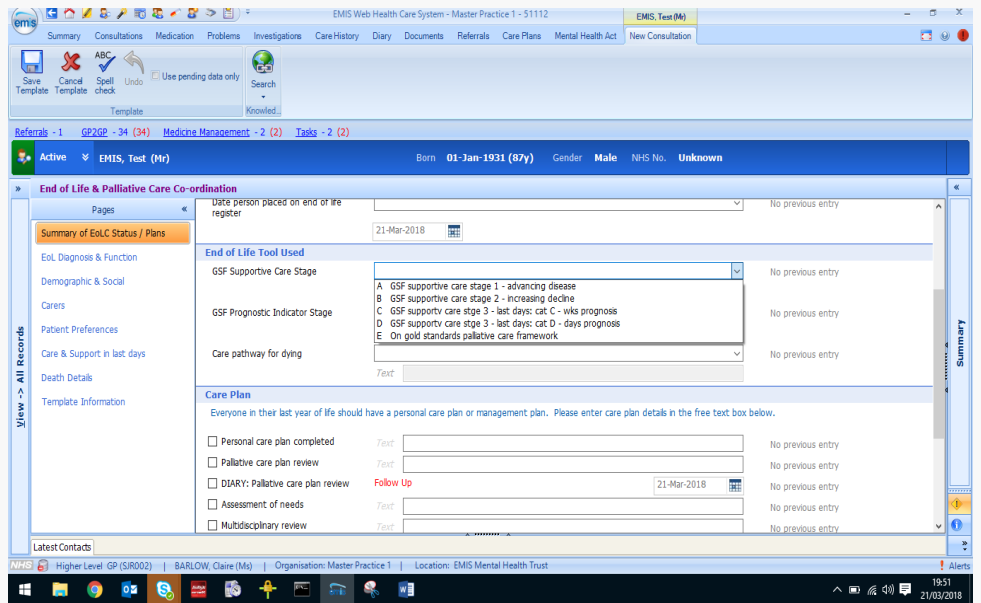 EMIS Web Health Care System - Master Practice 1 - 51112
EMIS, Test (Mr)
emis
Summary Consultations Medication Problems Investigations Care History Diary Documents Referrals Care Plans Mental Health Act New Consultation
Save Template
Cancel Template
ABC
Spell check
Undo
Use pending data only
Search
Template
Knowled..
Referrals - 1 GP2GP - 34 (34) Medicine Management - 2 (2) Tasks - 2 (2)
Active EMIS, Test (Mr) Born 01-Jan-1931 (87y) Gender Male NHS No. Unknown
End of Life & Palliative Care Co-ordination
Pages
Summary of EoLC Status / Plans
EoL Diagnosis & Function
Demographic & Social
Carers
Patient Preferences
Care & Support in last days
Death Details
Template Information
View -> All Records
Date person placed on end of life register
No previous entry
21-Mar-2018
End of Life Tool Used
GSF Supportive Care Stage
No previous entry
A GSF supportive care stage 1 - advancing disease
B GSF supportive care stage 2 - increasing decline
C GSF supportv care stge 3 - last days: cat C - wks prognosis
D GSF supportv care stge 3 - last days: cat D - days prognosis
E On gold standards palliative care framework
GSF Prognostic Indicator Stage
No previous entry
Care pathway for dying
No previous entry
Text
Care Plan
Everyone in their last year of life should have a personal care plan or management plan. Please enter care plan details in the free text box below.
Personal care plan completed Text No previous entry
Palliative care plan review Text No previous entry
DIARY: Palliative care plan review Follow Up 21-Mar-2018 No previous entry
Assessment of needs Text No previous entry
Multidisciplinary review Text No previous entry
Summary
Latest Contacts
NHS Higher Level GP (SJR002) | BARLOW, Claire (Ms) | Organisation: Master Practice 1 | Location: EMIS Mental Health Trust
Alerts
19:51
21/03/2018